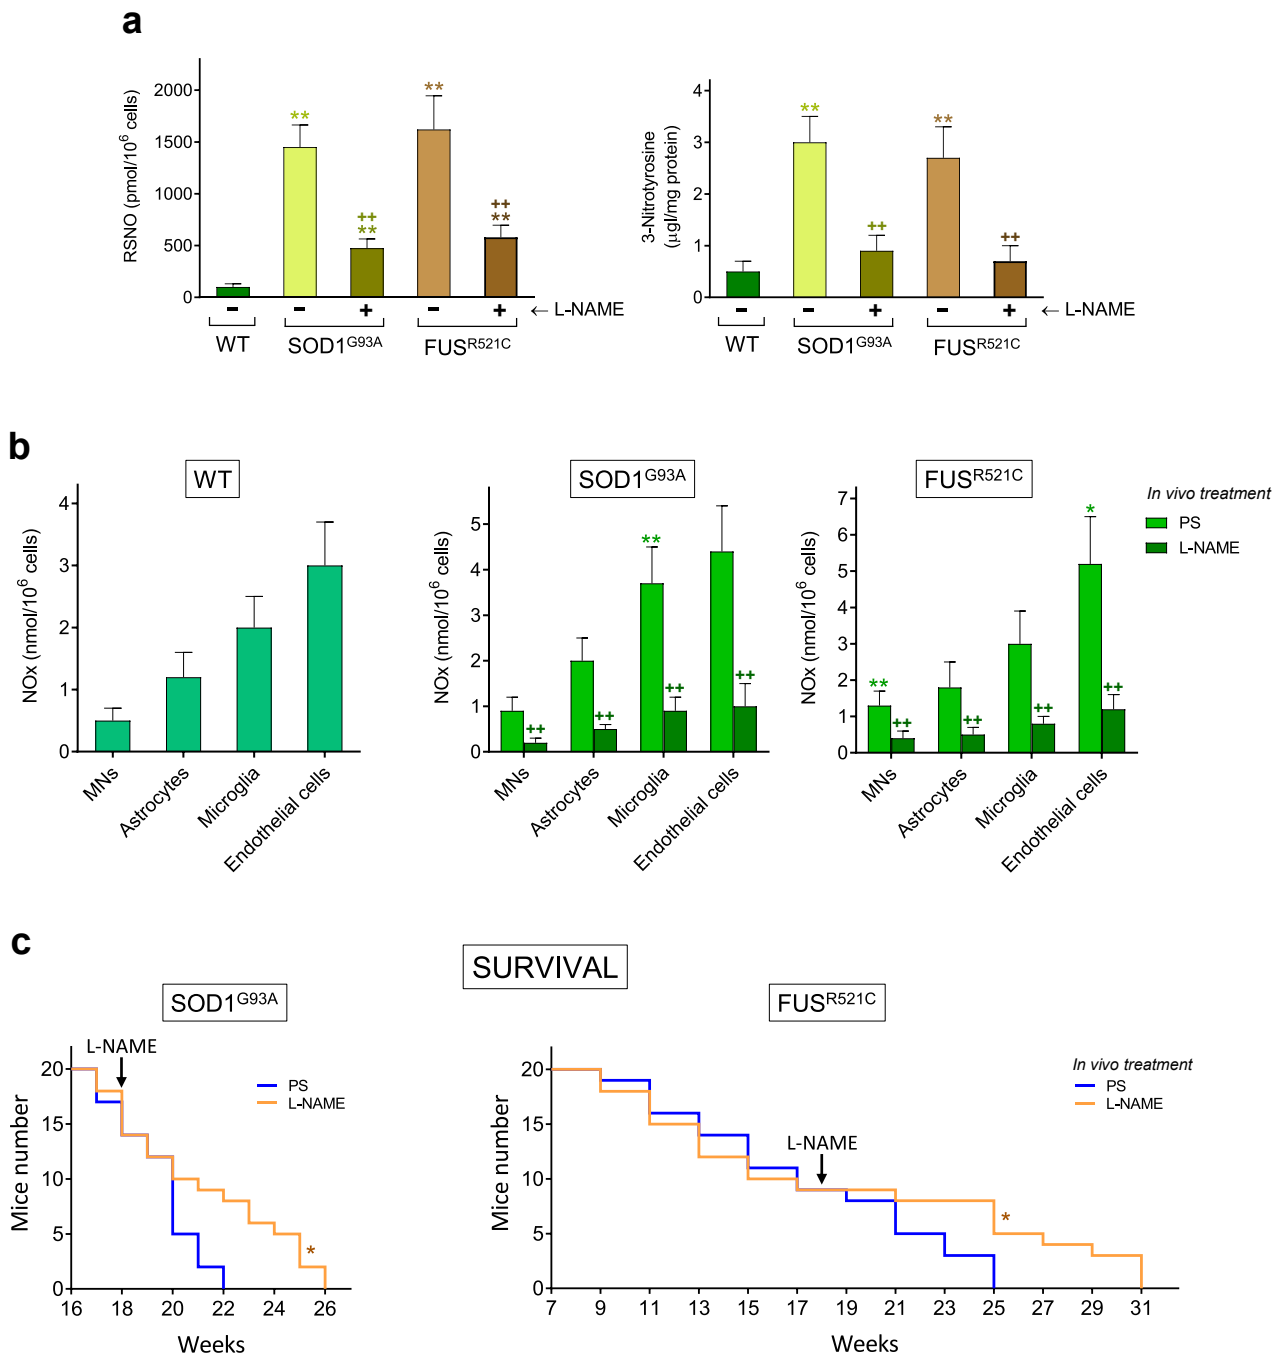 a
RSNO (pmol/10⁶ cells)
2000
1500
1000
500
0
**
++
**
**
++
**
- - + - + ← L-NAME
WT SOD1ᴳ⁹³ᴬ FUSᴿ⁵²¹ᶜ
3-Nitrotyrosine
(µgl/mg protein)
4
3
2
1
0
**
++
**
++
- - + - + ← L-NAME
WT SOD1ᴳ⁹³ᴬ FUSᴿ⁵²¹ᶜ
b
WT
NOx (nmol/10⁶ cells)
4
3
2
1
0
MNs
Astrocytes
Microglia
Endothelial cells
SOD1ᴳ⁹³ᴬ
NOx (nmol/10⁶ cells)
5
4
3
2
1
0
++
++
**
++
++
MNs
Astrocytes
Microglia
Endothelial cells
FUSᴿ⁵²¹ᶜ
NOx (nmol/10⁶ cells)
7
6
5
4
3
2
1
0
**
++
++
++
*
++
MNs
Astrocytes
Microglia
Endothelial cells
In vivo treatment
PS
L-NAME
c
SURVIVAL
SOD1ᴳ⁹³ᴬ
L-NAME
PS
L-NAME
Mice number
20
15
10
5
0
*
16 18 20 22 24 26
Weeks
FUSᴿ⁵²¹ᶜ
In vivo treatment
PS
L-NAME
L-NAME
Mice number
20
15
10
5
0
*
7 9 11 13 15 17 19 21 23 25 27 29 31
Weeks